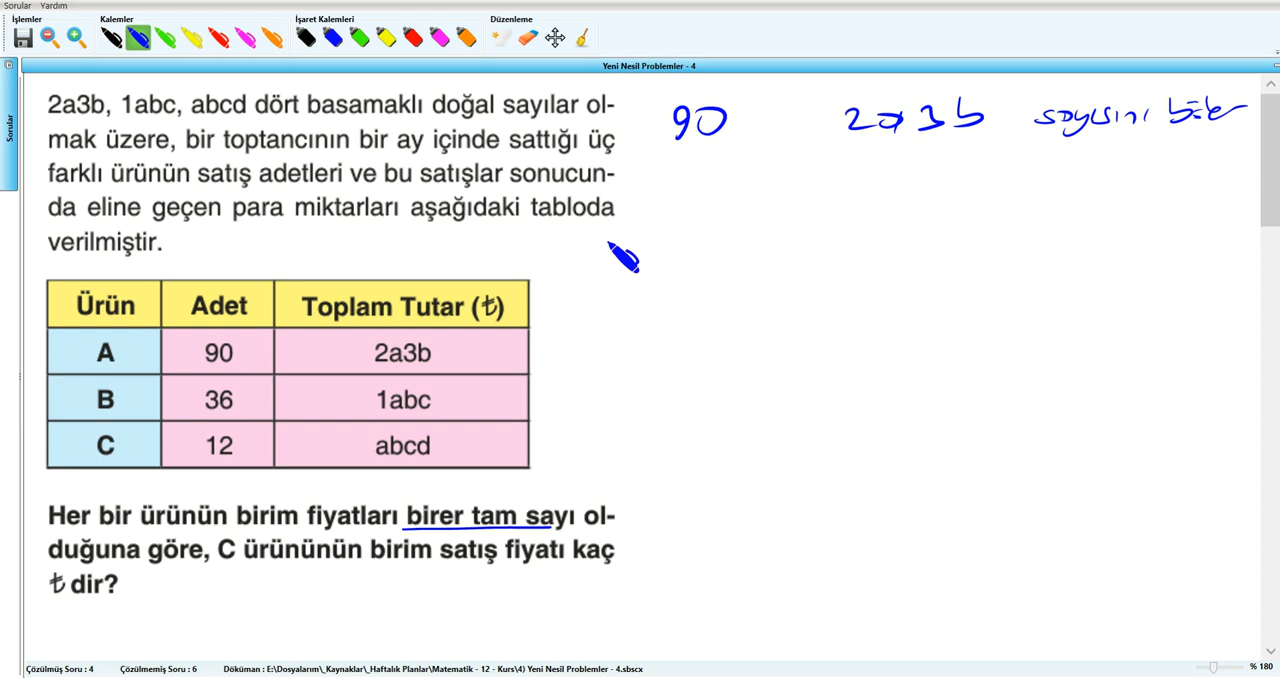 Sorular Yardım
İşlemler Kalemler İşaret Kalemleri Düzenleme
Yeni Nesil Problemler - 4
Sorular
2a3b, 1abc, abcd dört basamaklı doğal sayılar ol-
mak üzere, bir toptancının bir ay içinde sattığı üç
farklı ürünün satış adetleri ve bu satışlar sonucun-
da eline geçen para miktarları aşağıdaki tabloda
verilmiştir.
90 2a3b sayısını böler
Ürün Adet Toplam Tutar (₺)
A 90 2a3b
B 36 1abc
C 12 abcd
Her bir ürünün birim fiyatları birer tam sayı ol-
duğuna göre, C ürününün birim satış fiyatı kaç
₺ dir?
Çözülmüş Soru : 4 Çözülmemiş Soru : 6 Döküman : E:\Dosyalarım\_Kaynaklar\_Haftalık Planlar\Matematik - 12 - Kurs\4) Yeni Nesil Problemler - 4.sbscx % 180